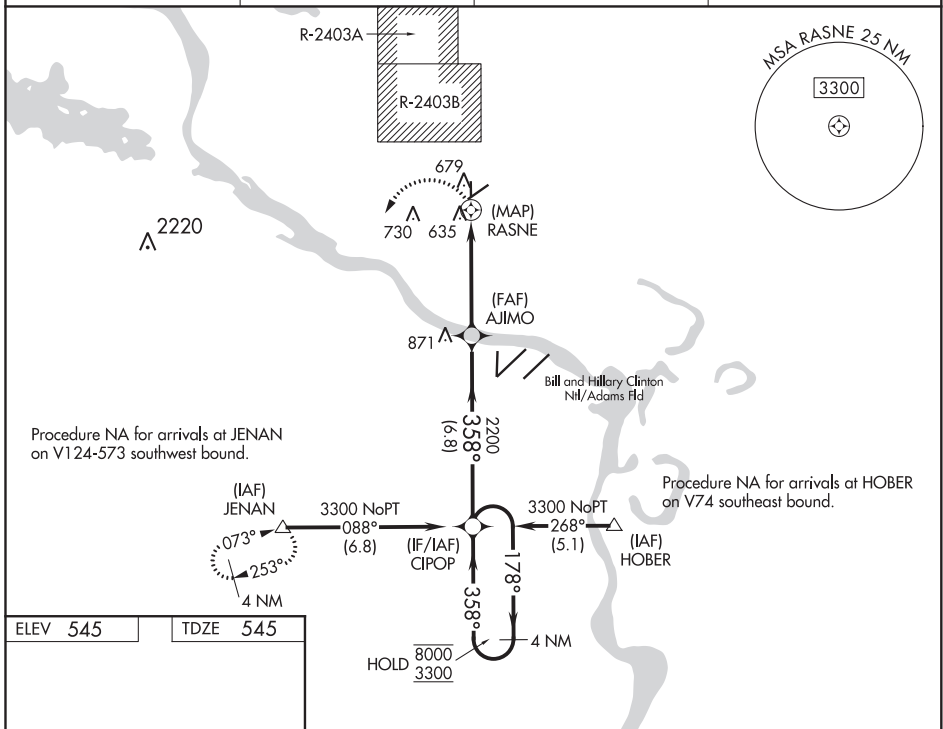 R-2403A
R-2403B
MSA RASNE 25 NM
3300
679
730
635
(MAP)
RASNE
2220
(FAF)
AJIMO
871
Bill and Hillary Clinton
Ntl/Adams Fld
2200
358°
(6.8)
Procedure NA for arrivals at JENAN
on V124-573 southwest bound.
Procedure NA for arrivals at HOBER
on V74 southeast bound.
(IAF)
JENAN
3300 NoPT
088°
(6.8)
(IF/IAF)
CIPOP
3300 NoPT
268°
(5.1)
(IAF)
HOBER
073°
253°
4 NM
178°
358°
4 NM
HOLD
8000
3300
ELEV 545
TDZE 545